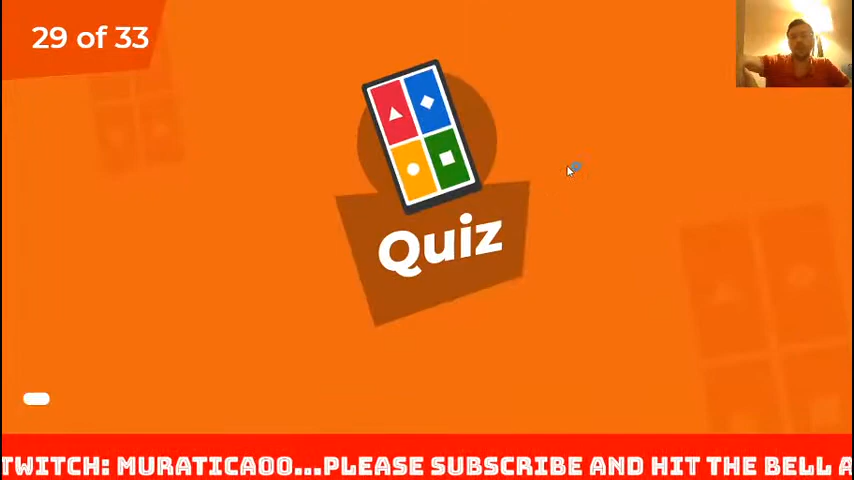 29 of 33
Quiz
TWITCH: MURATICA00...PLEASE SUBSCRIBE AND HIT THE BELL A